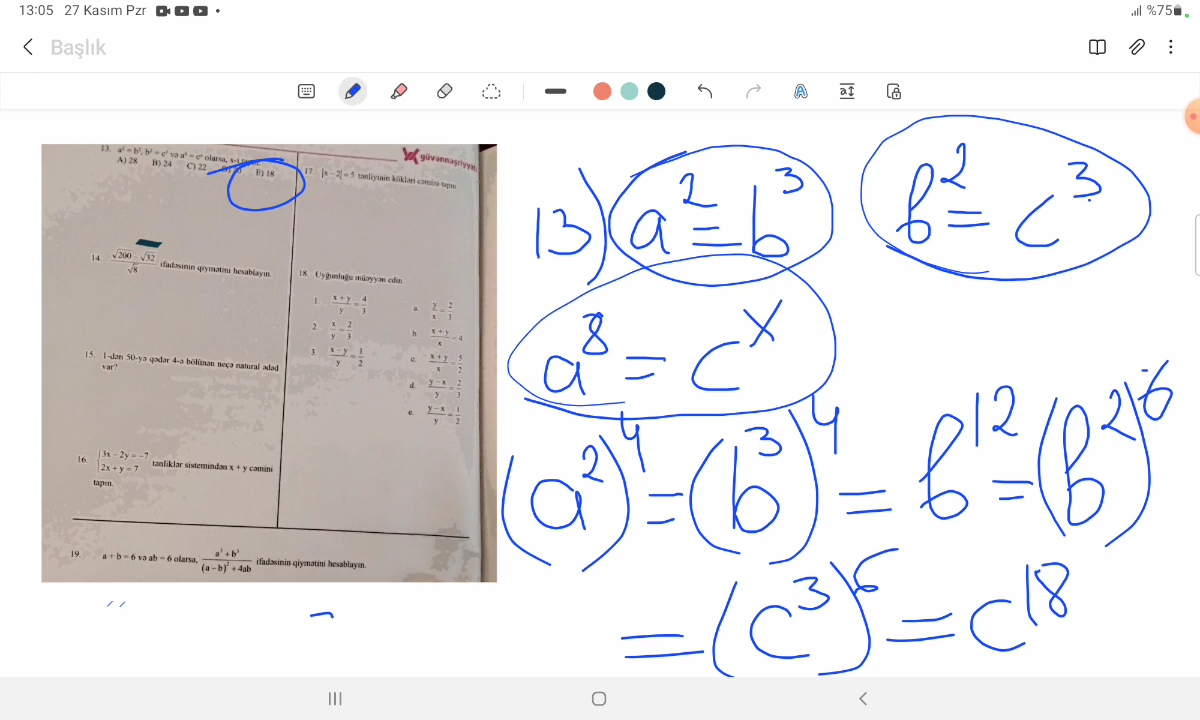 13:05 27 Kasım Pzr
%75
Başlık
güvənnəşriyyat
13. a² = b³, b² = c³ və a⁸ = cˣ olarsa, x-i tapın.
A) 28 B) 24 C) 22 E) 18
14. √200 − √32 / √8 ifadəsinin qiymətini hesablayın.
15. 1-dən 50-yə qədər 4-ə bölünən neçə natural ədəd
var?
16. 3x − 2y = −7
2x + y = 7 tənliklər sistemindən x + y cəmini
tapın.
17. |x − 2| = 5 tənliyinin kökləri cəmini tapın.
18. Uyğunluğu müəyyən edin.
1. x + y / y = 4/3 a. y/x = 2/3
2. x/y = 2/3 b. x + y / x = 4
3. x − y / y = 1/2 c. x + y / x = 5/2
d. y − x / y = 2/3
e. y − x / y = 1/2
19. a + b = 6 və ab = 6 olarsa, a³ + b³ / (a − b)² + 4ab ifadəsinin qiymətini hesablayın.
13) a² = b³ b² = c³
a⁸ = cˣ
(a²)⁴ = (b³)⁴ = b¹² = (b²)⁶
= (c³)⁶ = c¹⁸